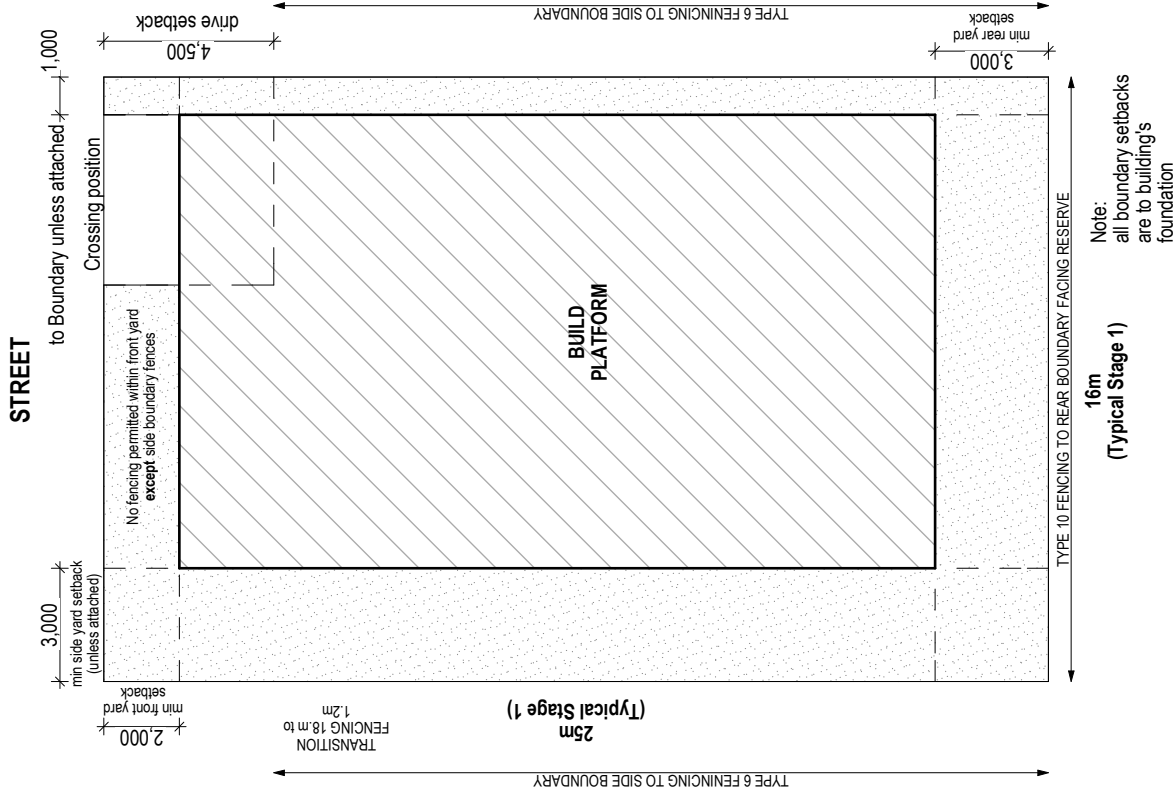 STREET
TYPE 6 FENINCING TO SIDE BOUNDARY
drive setback
4,500
1,000
to Boundary unless attached
Crossing position
No fencing permitted within front yard
except side boundary fences
3,000
min side yard setback
(unless attached)
2,000
min front yard
setback
TRANSITION
FENCING 18.m to
1.2m
25m
(Typical Stage 1)
BUILD
PLATFORM
TYPE 6 FENINCING TO SIDE BOUNDARY
3,000
min rear yard
setback
TYPE 10 FENCING TO REAR BOUNDARY FACING RESERVE
16m
(Typical Stage 1)
Note:
all boundary setbacks
are to building's
foundation